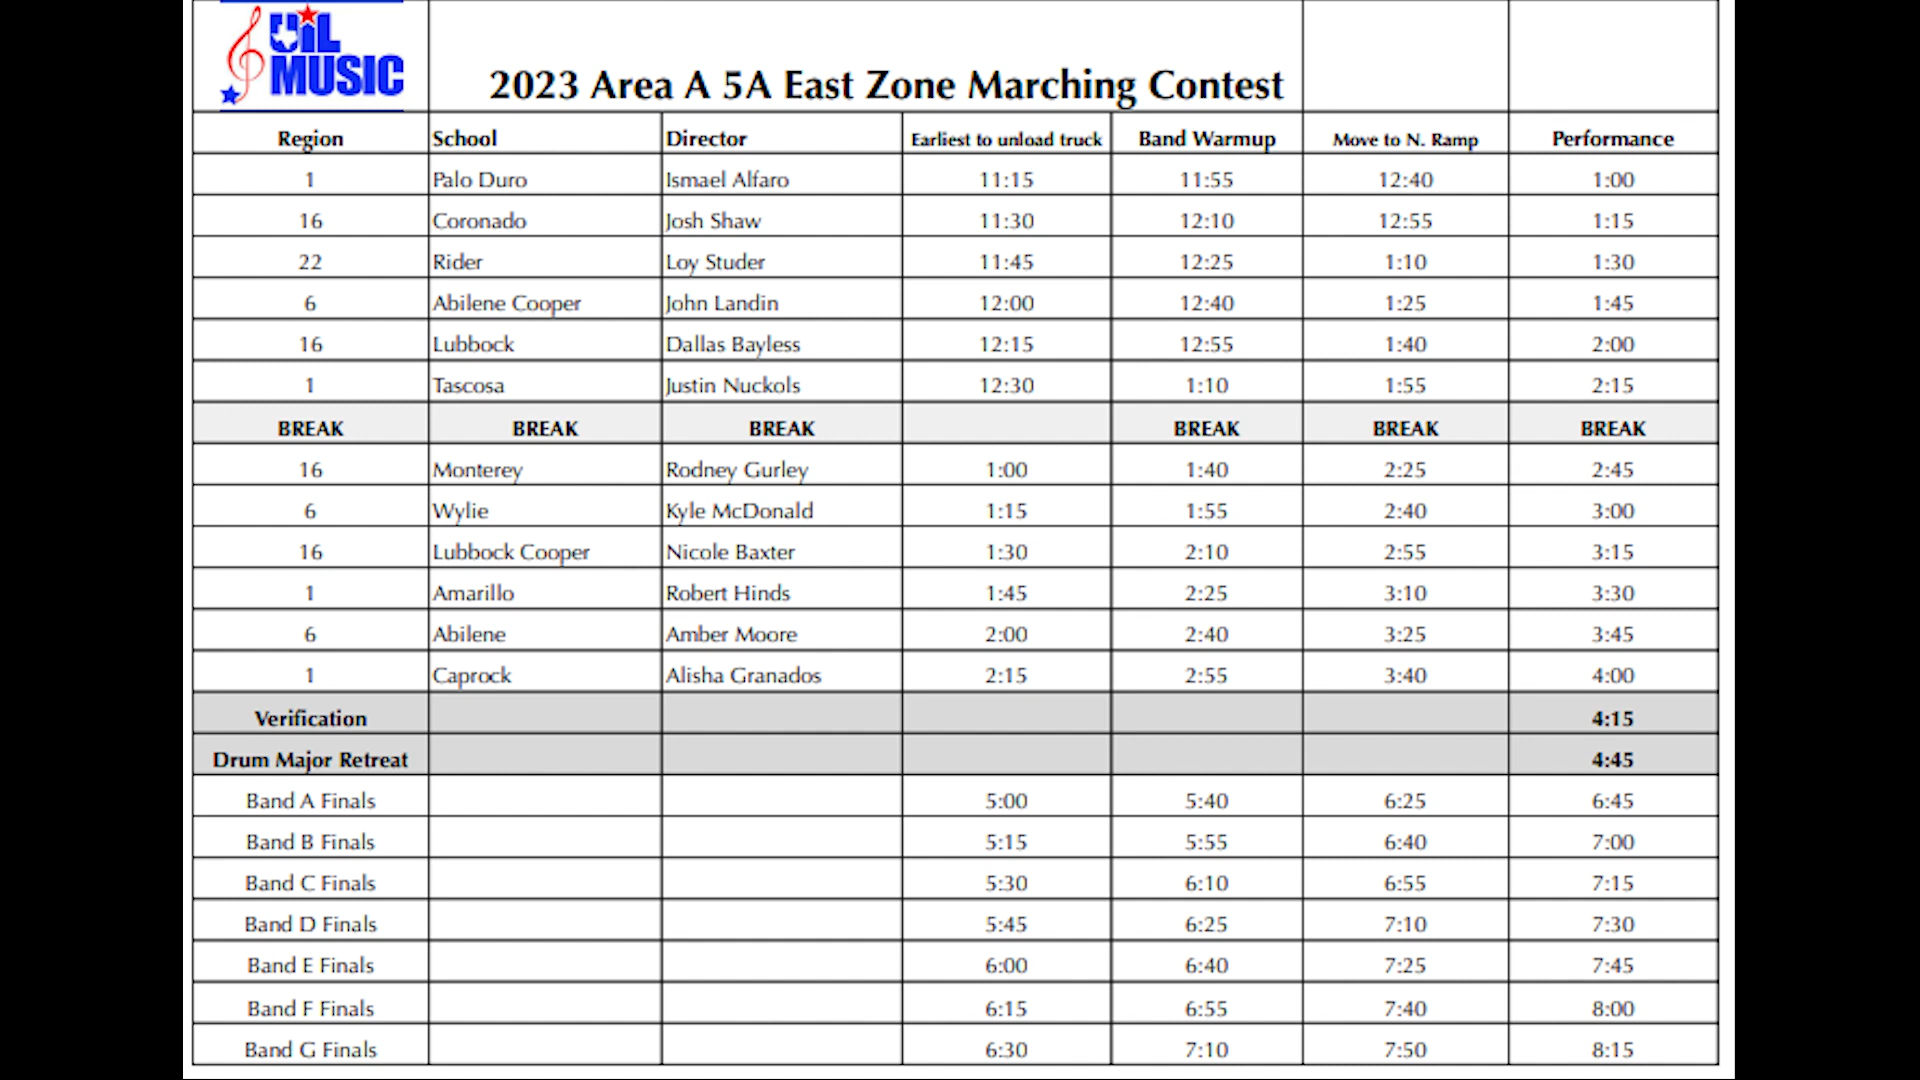 UIL
MUSIC
2023 Area A 5A East Zone Marching Contest
Region School Director Earliest to unload truck Band Warmup Move to N. Ramp Performance
1 Palo Duro Ismael Alfaro 11:15 11:55 12:40 1:00
16 Coronado Josh Shaw 11:30 12:10 12:55 1:15
22 Rider Loy Studer 11:45 12:25 1:10 1:30
6 Abilene Cooper John Landin 12:00 12:40 1:25 1:45
16 Lubbock Dallas Bayless 12:15 12:55 1:40 2:00
1 Tascosa Justin Nuckols 12:30 1:10 1:55 2:15
BREAK BREAK BREAK BREAK BREAK BREAK
16 Monterey Rodney Gurley 1:00 1:40 2:25 2:45
6 Wylie Kyle McDonald 1:15 1:55 2:40 3:00
16 Lubbock Cooper Nicole Baxter 1:30 2:10 2:55 3:15
1 Amarillo Robert Hinds 1:45 2:25 3:10 3:30
6 Abilene Amber Moore 2:00 2:40 3:25 3:45
1 Caprock Alisha Granados 2:15 2:55 3:40 4:00
Verification 4:15
Drum Major Retreat 4:45
Band A Finals 5:00 5:40 6:25 6:45
Band B Finals 5:15 5:55 6:40 7:00
Band C Finals 5:30 6:10 6:55 7:15
Band D Finals 5:45 6:25 7:10 7:30
Band E Finals 6:00 6:40 7:25 7:45
Band F Finals 6:15 6:55 7:40 8:00
Band G Finals 6:30 7:10 7:50 8:15